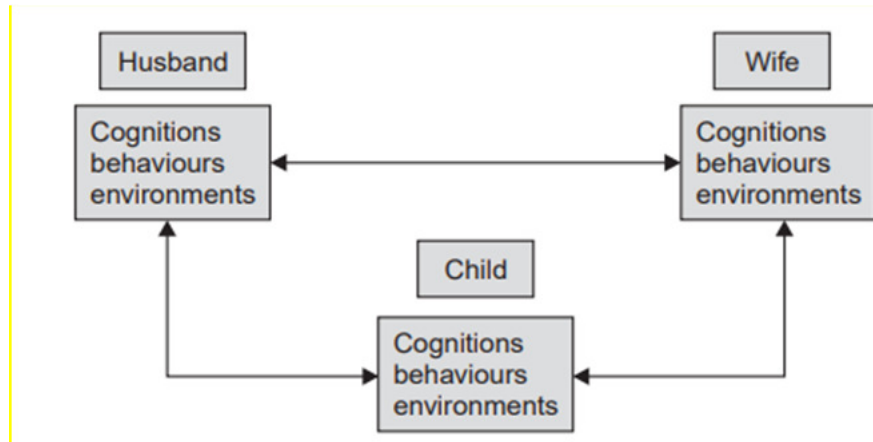 Husband
Wife
Cognitions
behaviours
environments
Cognitions
behaviours
environments
Child
Cognitions
behaviours
environments